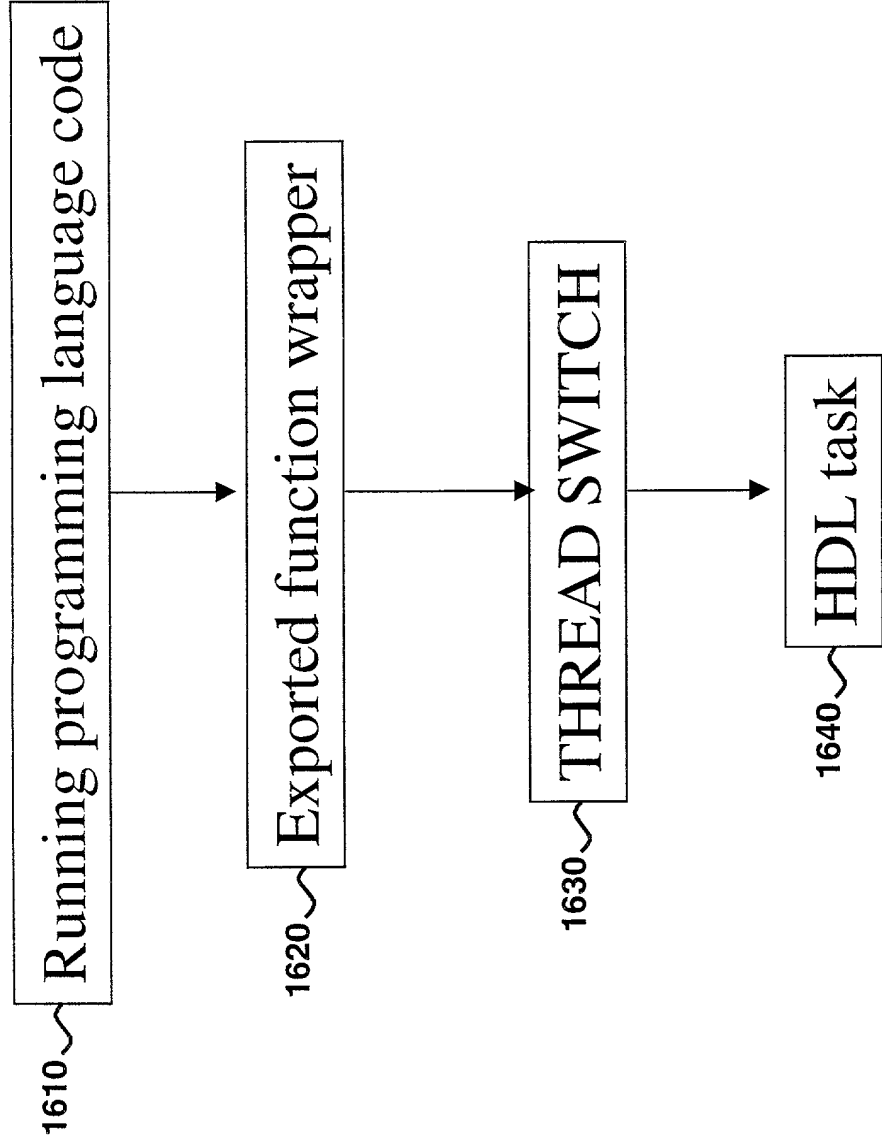 1610 Running programming language code
1620 Exported function wrapper
1630 THREAD SWITCH
1640 HDL task